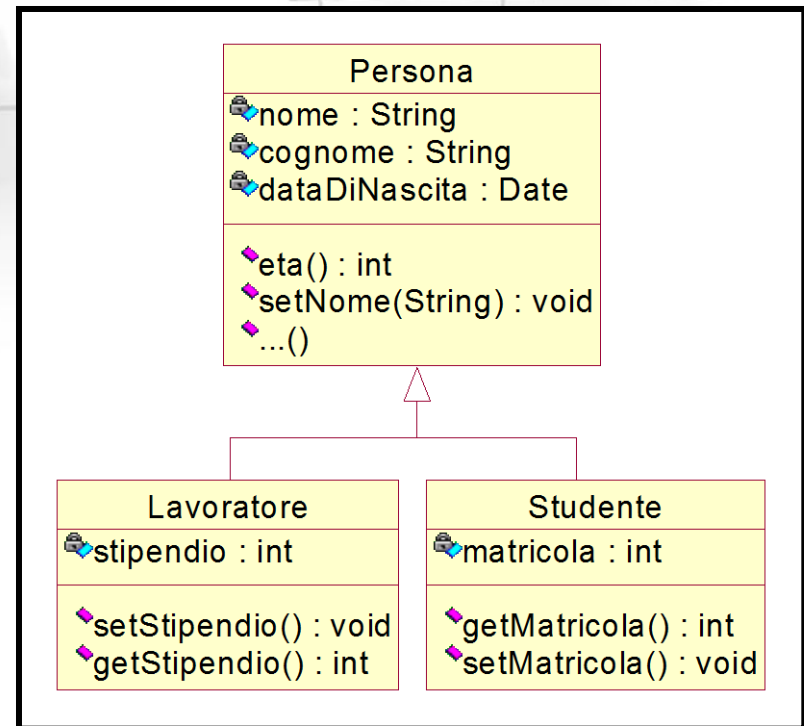 Persona
nome : String
cognome : String
dataDiNascita : Date
eta() : int
setNome(String) : void
...()
Lavoratore
stipendio : int
setStipendio() : void
getStipendio() : int
Studente
matricola : int
getMatricola() : int
setMatricola() : void